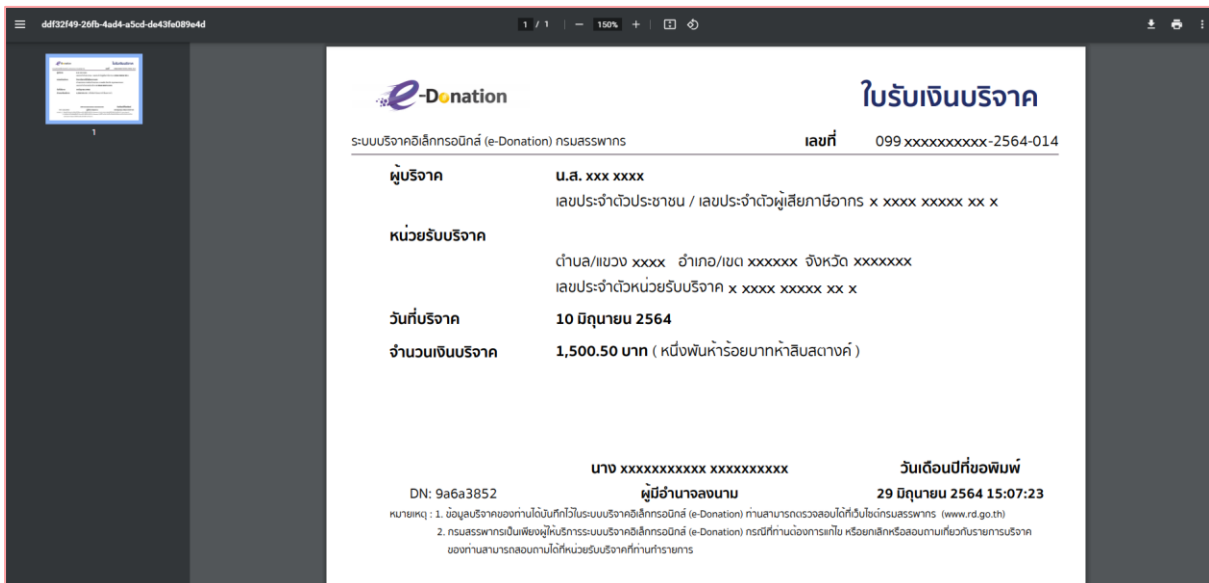 ddf32f49-26fb-4ad4-a5cd-de43fe089e4d 1 / 1 150%
1
e-Donation ใบรับเงินบริจาค
ระบบบริจาคอิเล็กทรอนิกส์ (e-Donation) กรมสรรพากร เลขที่ 099 xxxxxxxxxx-2564-014
ผู้บริจาค น.ส. xxx xxxx
เลขประจำตัวประชาชน / เลขประจำตัวผู้เสียภาษีอากร x xxxx xxxxx xx x
หน่วยรับบริจาค
ตำบล/แขวง xxxx อำเภอ/เขต xxxxxx จังหวัด xxxxxxx
เลขประจำตัวหน่วยรับบริจาค x xxxx xxxxx xx x
วันที่บริจาค 10 มิถุนายน 2564
จำนวนเงินบริจาค 1,500.50 บาท ( หนึ่งพันห้าร้อยบาทห้าสิบสตางค์ )
นาง xxxxxxxxxxx xxxxxxxxxx วันเดือนปีที่ขอพิมพ์
DN: 9a6a3852 ผู้มีอำนาจลงนาม 29 มิถุนายน 2564 15:07:23
หมายเหตุ : 1. ข้อมูลบริจาคของท่านได้บันทึกไว้ในระบบบริจาคอิเล็กทรอนิกส์ (e-Donation) ท่านสามารถตรวจสอบได้ที่เว็บไซต์กรมสรรพากร (www.rd.go.th)
2. กรมสรรพากรเป็นเพียงผู้ให้บริการระบบบริจาคอิเล็กทรอนิกส์ (e-Donation) กรณีที่ท่านต้องการแก้ไข หรือยกเลิกหรือสอบถามเกี่ยวกับรายการบริจาค
ของท่านสามารถสอบถามได้ที่หน่วยรับบริจาคที่ท่านทำรายการ